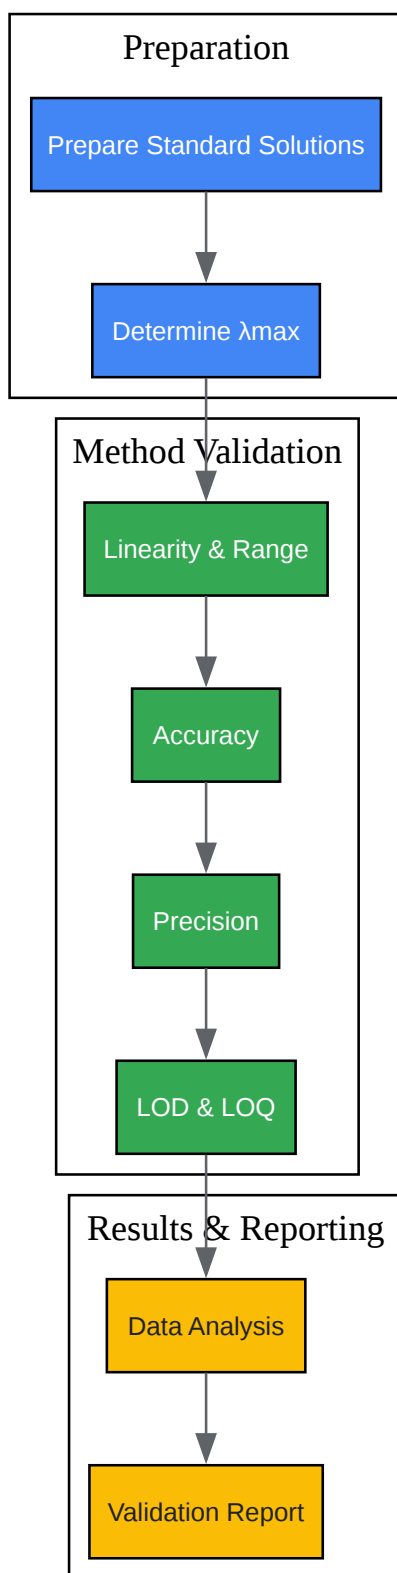 Preparation
Prepare Standard Solutions
Determine λmax
Method Validation
Linearity & Range
Accuracy
Precision
LOD & LOQ
Results & Reporting
Data Analysis
Validation Report